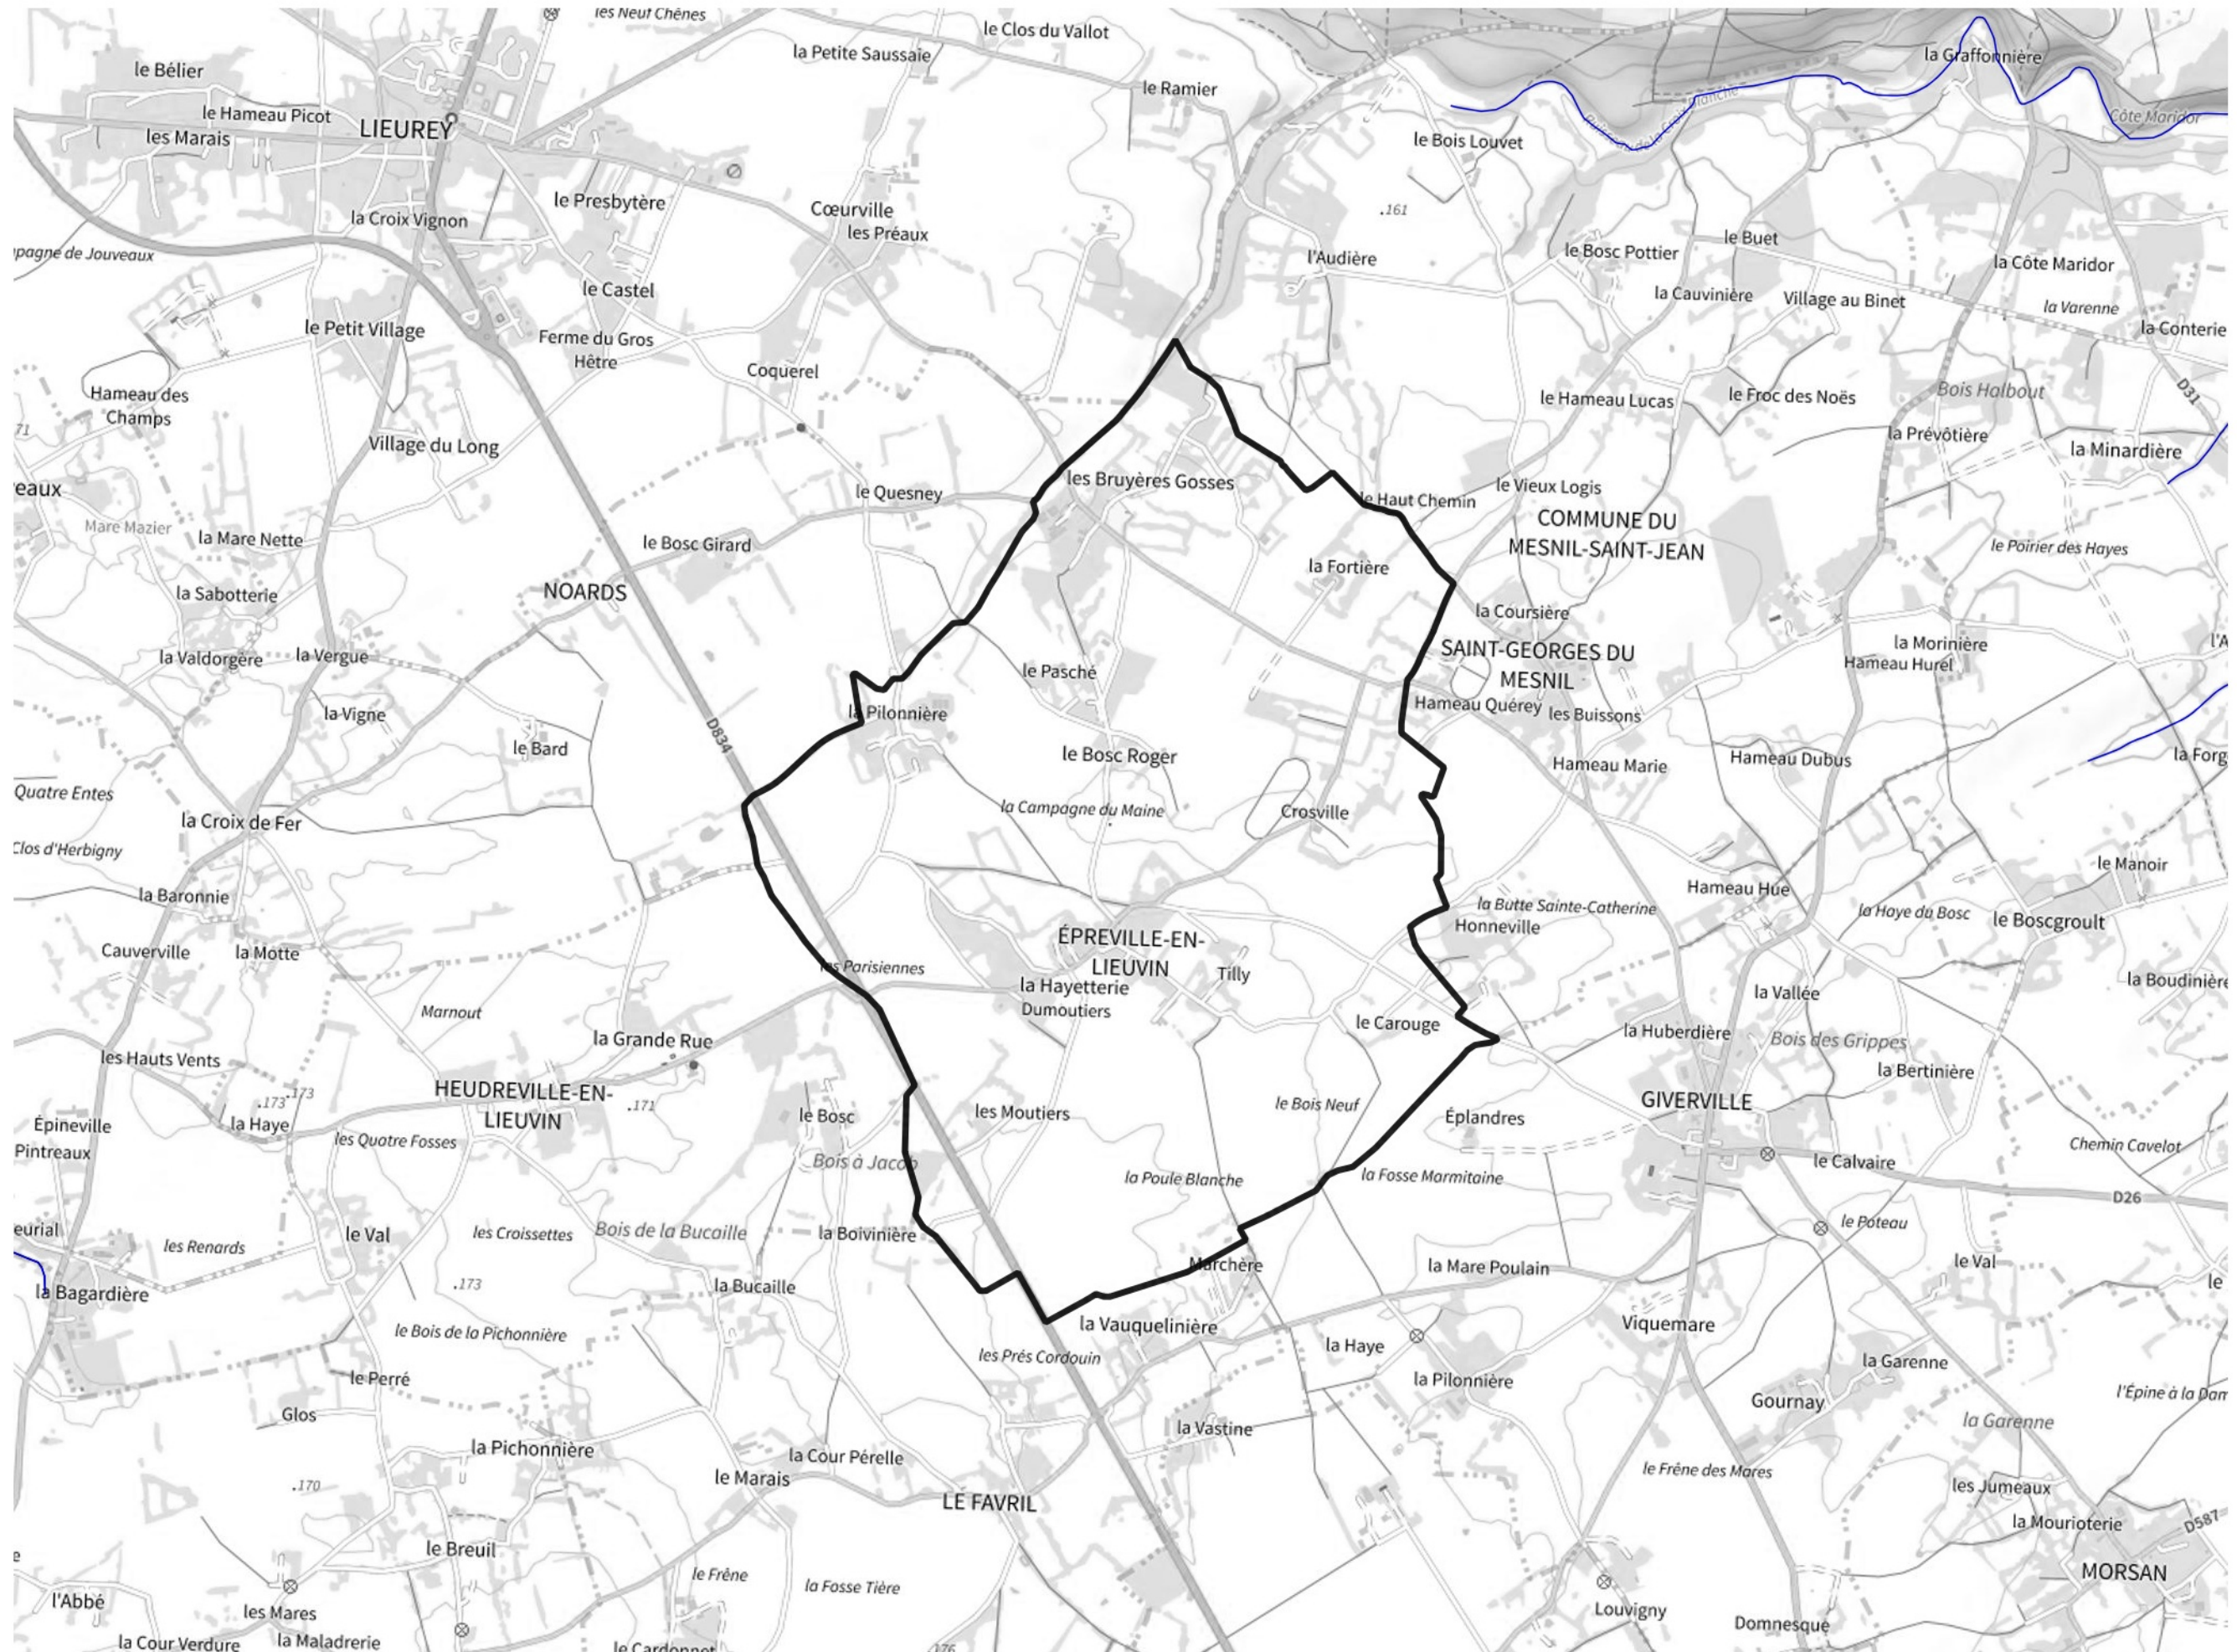 les Neuf Chênes
le Clos du Vallot
la Petite Saussaie
la Graffonnière
le Bélier
le Ramier
le Hameau Picot
LIEUREY
les Marais
Côte Maridor
le Bois Louvet
le Presbytère
Cœurville
.161
la Croix Vignon
les Préaux
le Buet
pagne de Jouveaux
l'Audière
le Bosc Pottier
la Côte Maridor
le Castel
la Cauvinière
Village au Binet
la Varenne
le Petit Village
la Conterie
Ferme du Gros
Hêtre
Coquerel
Hameau des
Champs
le Hameau Lucas
le Froc des Noës
Bois Halbout
D31
71
Village du Long
la Prévôtière
la Minardière
eaux
le Quesney
les Bruyères Gosses
le Haut Chemin
le Vieux Logis
Mare Mazier
la Mare Nette
le Bosc Girard
COMMUNE DU
MESNIL-SAINT-JEAN
le Poirier des Hayes
la Fortière
la Sabotterie
NOARDS
la Coursière
la Valdorgère
la Vergue
le Pasché
SAINT-GEORGES DU
MESNIL
la Morinière
Hameau Hurel
l'A
la Vigne
la Pilonnière
Hameau Quérey
les Buissons
D834
le Bard
le Bosc Roger
Hameau Marie
Hameau Dubus
la Forg
Quatre Entes
la Croix de Fer
la Campagne du Maine
Crosville
Clos d'Herbigny
le Manoir
la Baronnie
Hameau Hue
la Butte Sainte-Catherine
Honneville
la Haye du Bosc
le Boscgroult
Cauverville
la Motte
ÉPREVILLE-EN-
LIEUVIN
les Parisiennes
Tilly
la Hayetterie
Dumoutiers
la Vallée
la Boudinière
Marnout
le Carouge
la Grande Rue
la Huberdière
Bois des Grippes
les Hauts Vents
la Bertinière
HEUDREVILLE-EN-
LIEUVIN
.173
.173
.171
le Bois Neuf
GIVERVILLE
Épineville
la Haye
le Bosc
les Moutiers
Éplandres
Pintreaux
les Quatre Fosses
Bois à Jacob
Chemin Cavelot
le Calvaire
la Poule Blanche
la Fosse Marmitaine
D26
eurial
le Val
les Croissettes
Bois de la Bucaille
la Boivinière
le Poteau
les Renards
Marchère
la Mare Poulain
le Val
la Bagardière
.173
la Bucaille
le
le Bois de la Pichonnière
la Vauquelinière
Viquemare
les Prés Cordouin
la Haye
la Garenne
le Perré
la Pilonnière
Gournay
l'Épine à la Dam
Glos
la Vastine
la Garenne
la Pichonnière
la Cour Pérelle
le Marais
le Frêne des Mares
.170
LE FAVRIL
les Jumeaux
la Mourioterie
D587
le Breuil
le Frêne
la Fosse Tière
MORSAN
l'Abbé
les Mares
Louvigny
Domnesque
la Cour Verdure
la Maladrerie
le Cardonnet
176